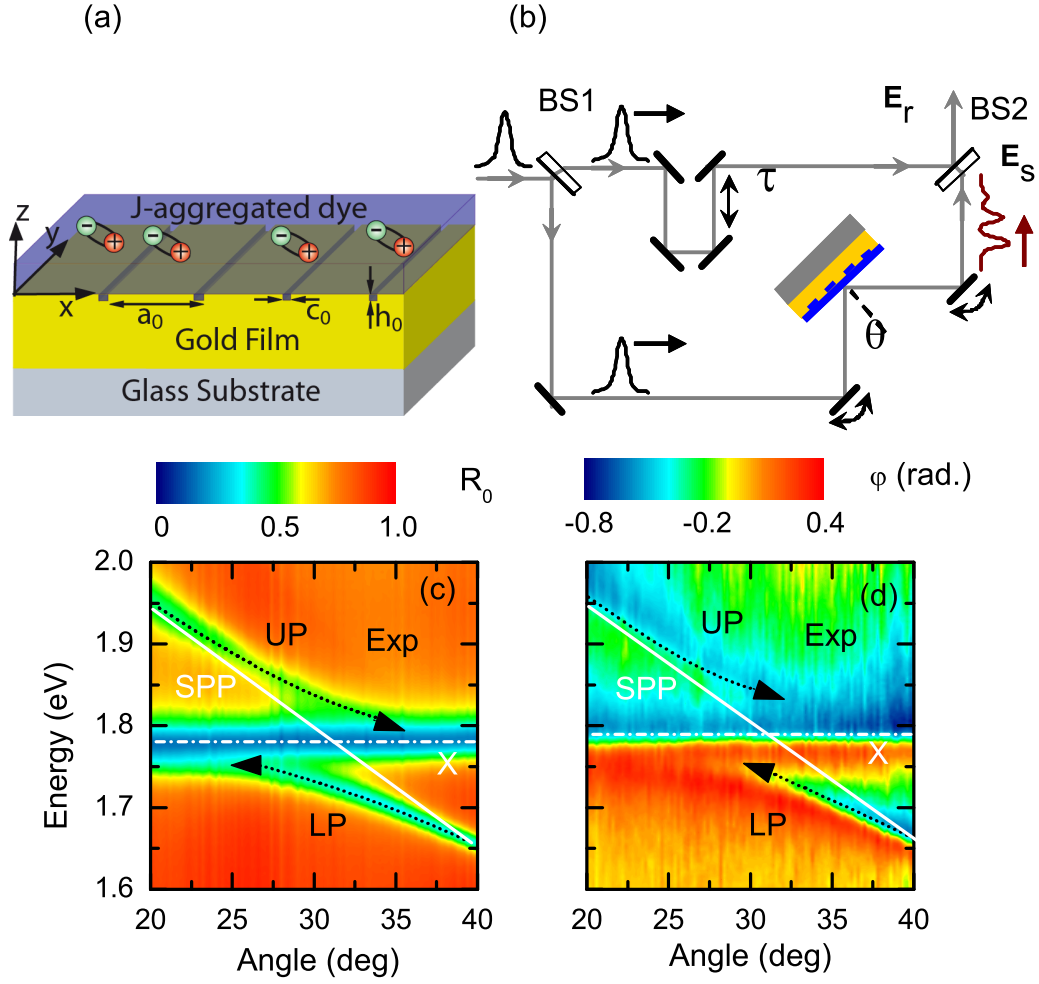 (a)
z
y
x
J-aggregated dye
− + − + − + − +
a0
c0
h0
Gold Film
Glass Substrate
(b)
BS1
Er
BS2
Es
τ
θ
R0
0 0.5 1.0
φ (rad.)
-0.8 -0.2 0.4
(c)
UP
Exp
SPP
X
LP
2.0
1.9
1.8
1.7
1.6
Energy (eV)
20 25 30 35 40
Angle (deg)
(d)
UP
Exp
SPP
X
LP
20 25 30 35 40
Angle (deg)